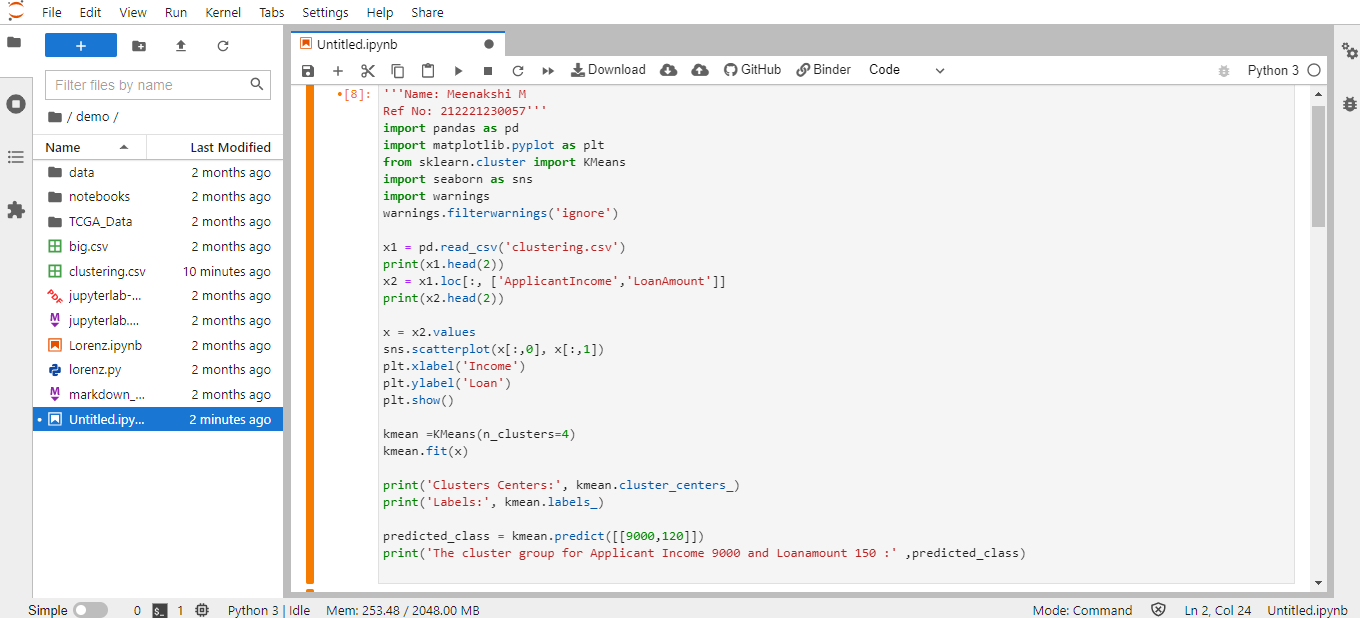 File Edit View Run Kernel Tabs Settings Help Share
Filter files by name
/ demo /
Name Last Modified
data 2 months ago
notebooks 2 months ago
TCGA_Data 2 months ago
big.csv 2 months ago
clustering.csv 10 minutes ago
jupyterlab-... 2 months ago
jupyterlab.... 2 months ago
Lorenz.ipynb 2 months ago
lorenz.py 2 months ago
markdown_... 2 months ago
Untitled.ipy... 2 minutes ago
Untitled.ipynb
Download GitHub Binder Code Python 3
[8]: '''Name: Meenakshi M
Ref No: 212221230057'''
import pandas as pd
import matplotlib.pyplot as plt
from sklearn.cluster import KMeans
import seaborn as sns
import warnings
warnings.filterwarnings('ignore')
x1 = pd.read_csv('clustering.csv')
print(x1.head(2))
x2 = x1.loc[:, ['ApplicantIncome','LoanAmount']]
print(x2.head(2))
x = x2.values
sns.scatterplot(x[:,0], x[:,1])
plt.xlabel('Income')
plt.ylabel('Loan')
plt.show()
kmean =KMeans(n_clusters=4)
kmean.fit(x)
print('Clusters Centers:', kmean.cluster_centers_)
print('Labels:', kmean.labels_)
predicted_class = kmean.predict([[9000,120]])
print('The cluster group for Applicant Income 9000 and Loanamount 150 :' ,predicted_class)
Simple 0 1 Python 3 | Idle Mem: 253.48 / 2048.00 MB Mode: Command Ln 2, Col 24 Untitled.ipynb